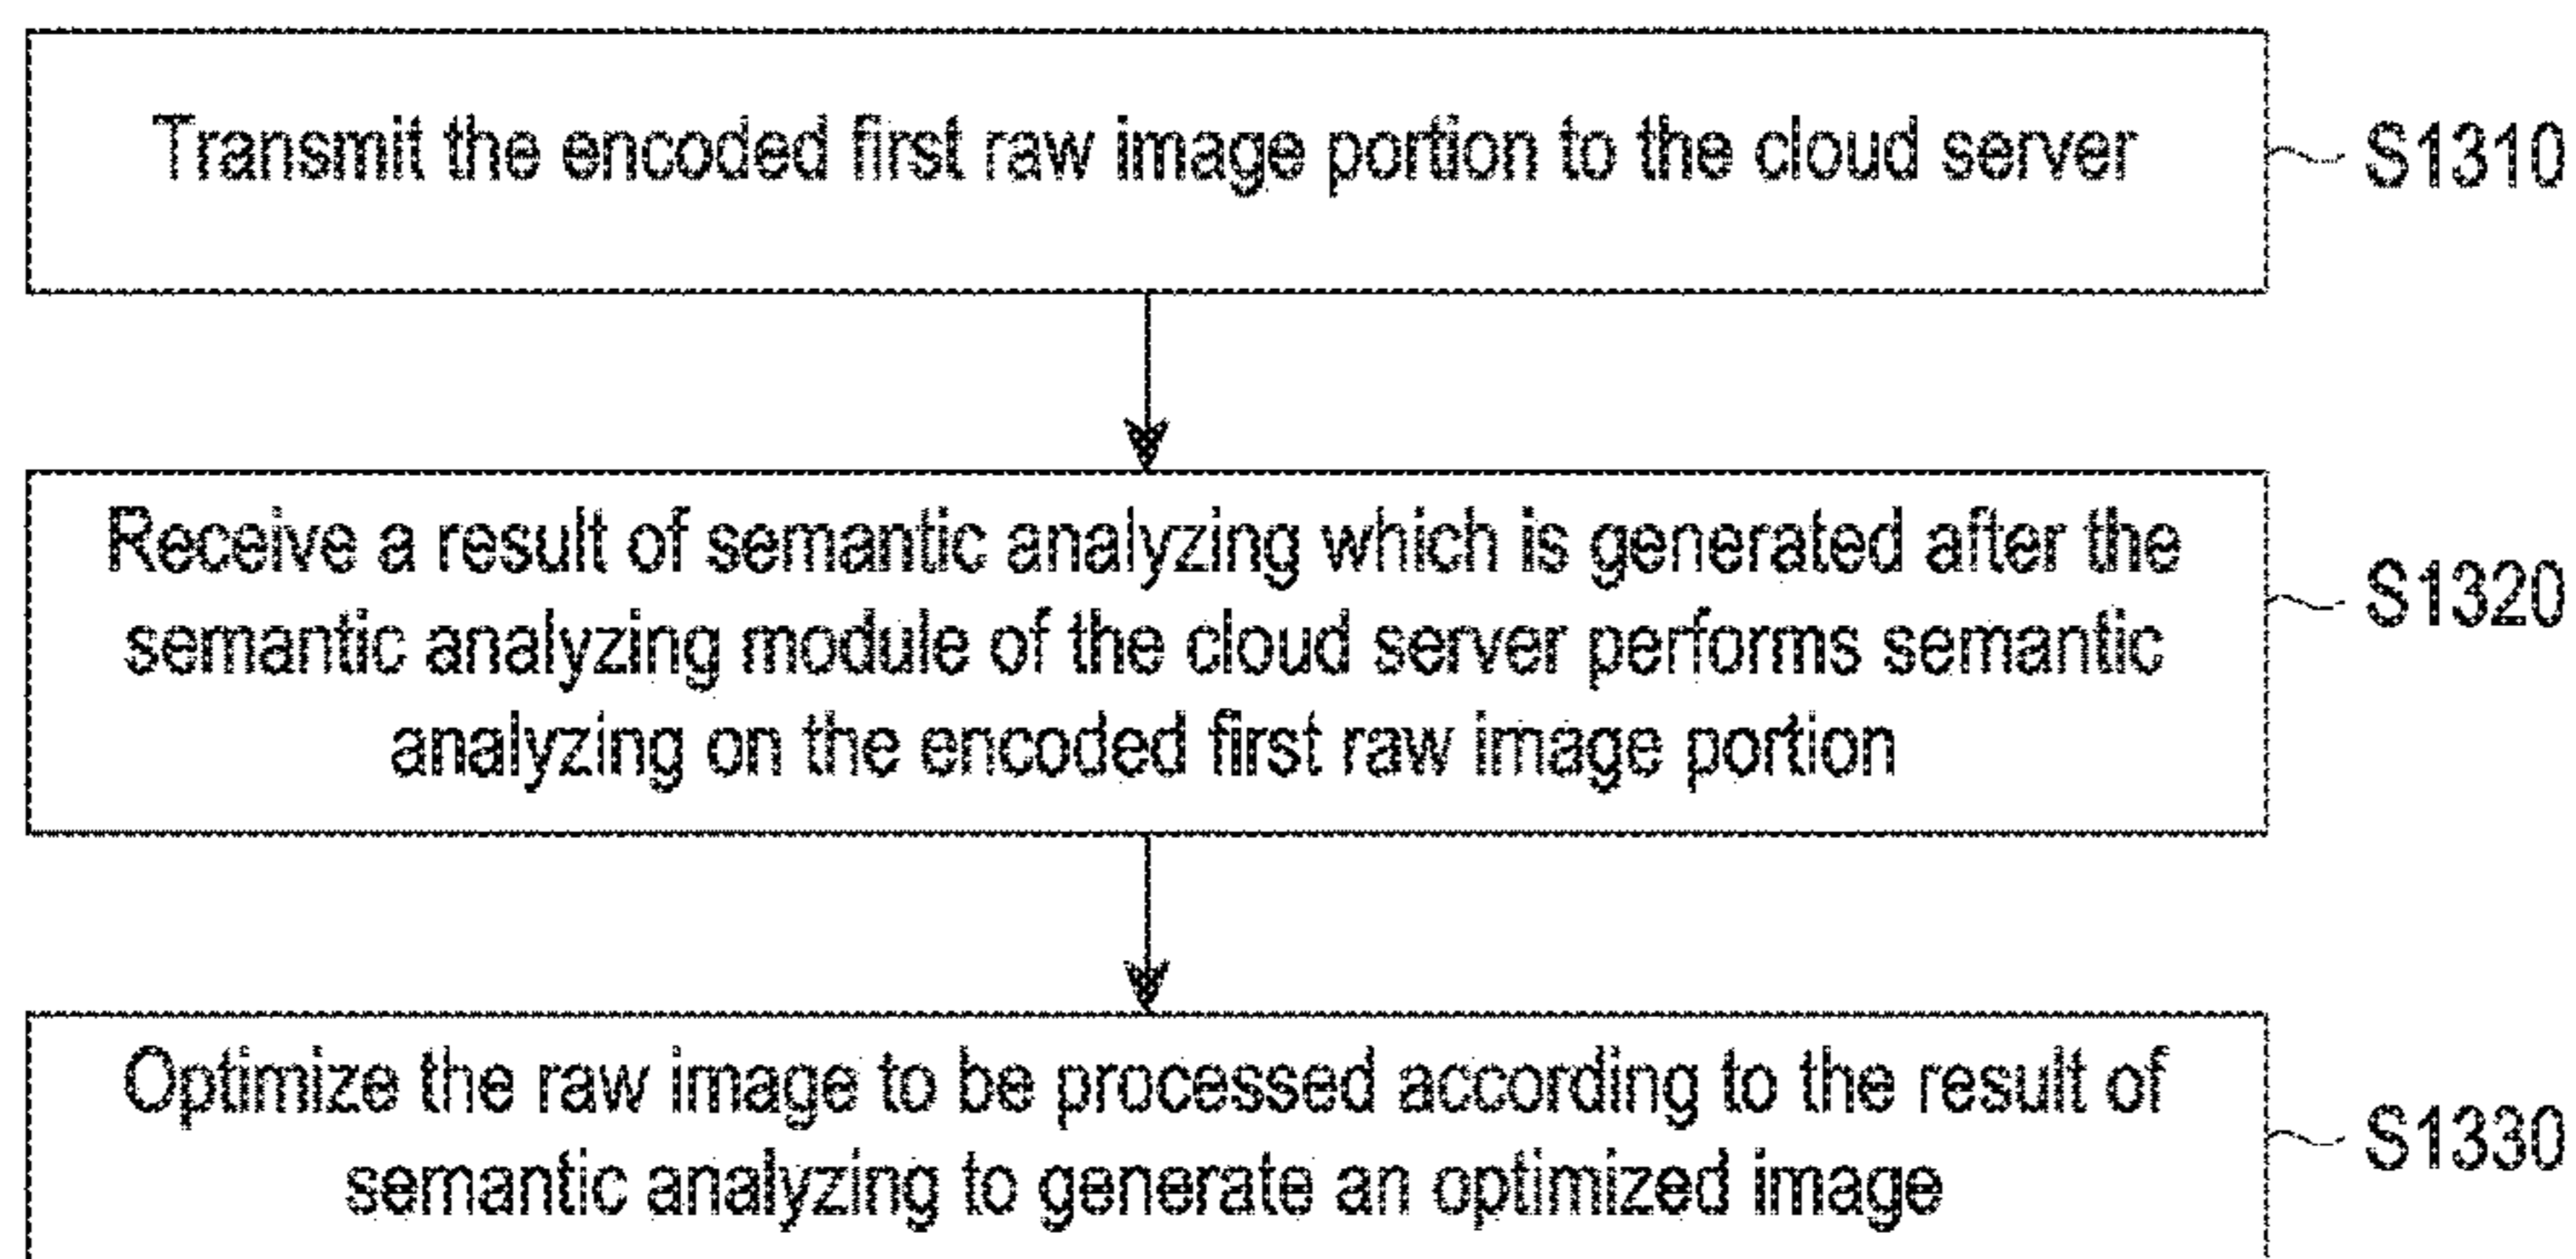 Transmit the encoded first raw image portion to the cloud server
S1310
Receive a result of semantic analyzing which is generated after the
semantic analyzing module of the cloud server performs semantic
analyzing on the encoded first raw image portion
S1320
Optimize the raw image to be processed according to the result of
semantic analyzing to generate an optimized image
S1330